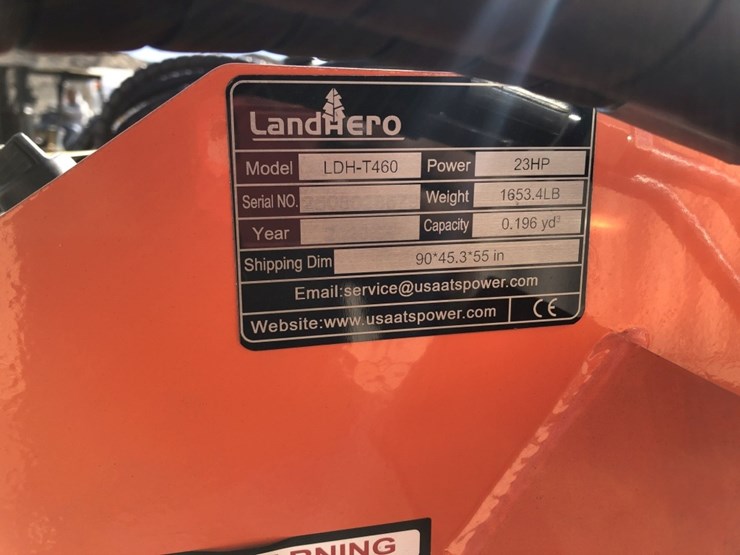 LandHero
Model LDH-T460 Power 23HP
Serial NO. Weight 1653.4LB
Year Capacity 0.196 yd³
Shipping Dim 90*45.3*55 in
Email:service@usaatspower.com
Website:www.usaatspower.com CE